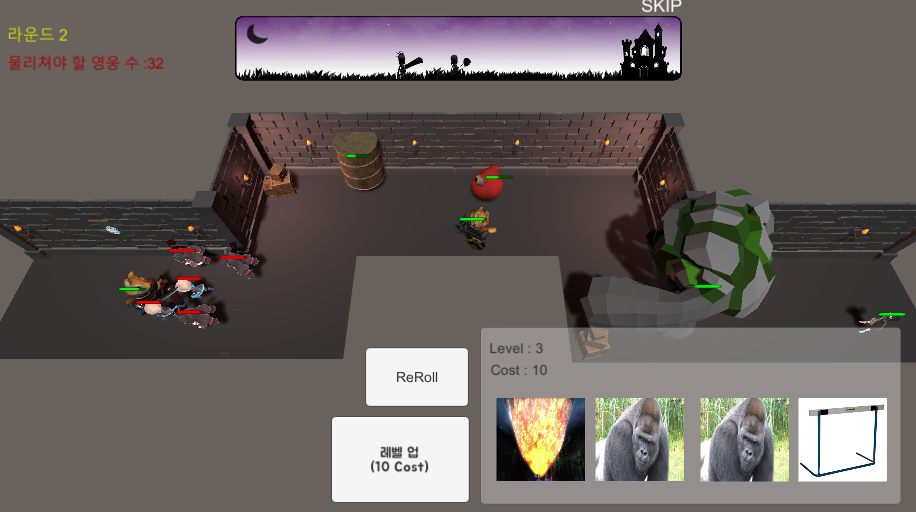 SKIP
라운드 2
물리쳐야 할 영웅 수 :32
Level : 3
Cost : 10
ReRoll
레벨 업
(10 Cost)